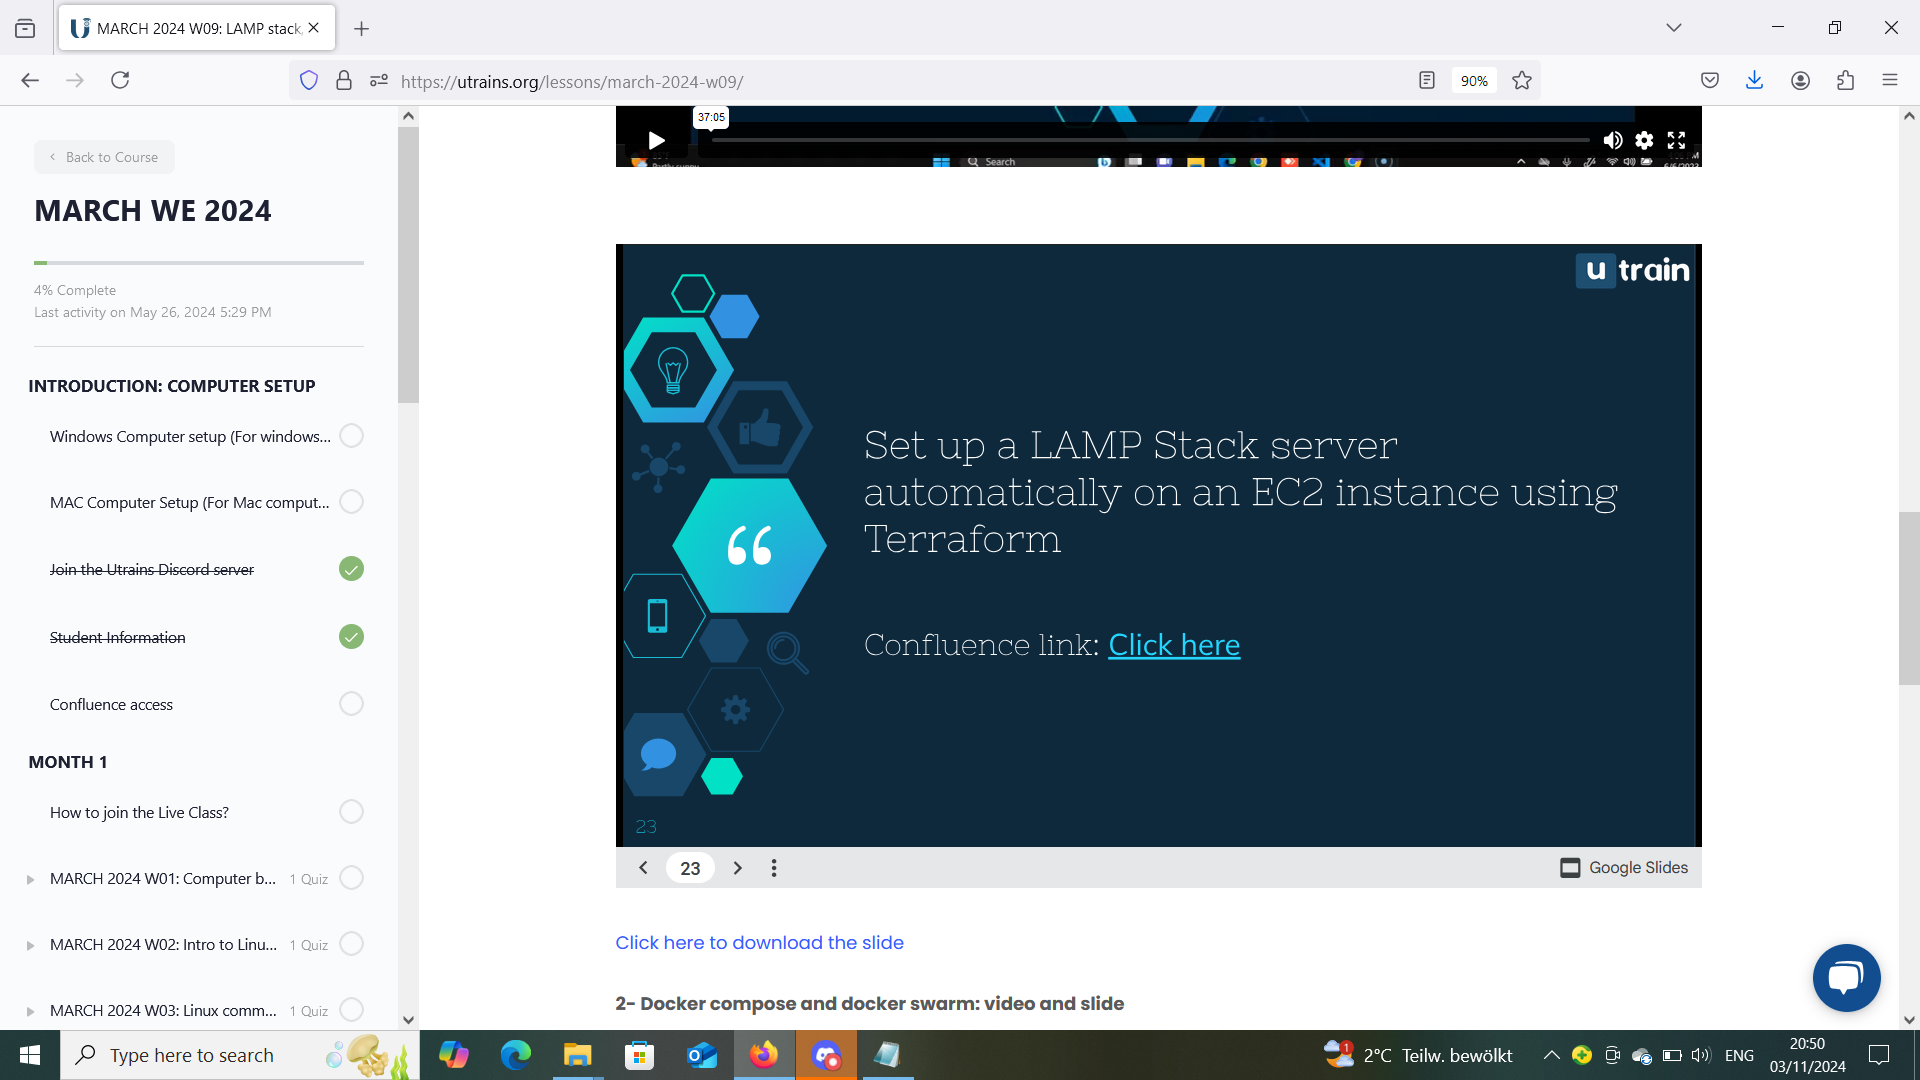 MARCH 2024 W09: LAMP stack,
https://utrains.org/lessons/march-2024-w09/
90%
Back to Course
MARCH WE 2024
4% Complete
Last activity on May 26, 2024 5:29 PM
INTRODUCTION: COMPUTER SETUP
Windows Computer setup (For windows...
MAC Computer Setup (For Mac comput...
Join the Utrains Discord server
Student Information
Confluence access
MONTH 1
How to join the Live Class?
MARCH 2024 W01: Computer b... 1 Quiz
MARCH 2024 W02: Intro to Linu... 1 Quiz
MARCH 2024 W03: Linux comm... 1 Quiz
37:05
Search
u train
Set up a LAMP Stack server
automatically on an EC2 instance using
Terraform
Confluence link: Click here
23
23
Google Slides
Click here to download the slide
2- Docker compose and docker swarm: video and slide
Type here to search
1
2°C Teilw. bewölkt
ENG
20:50
03/11/2024